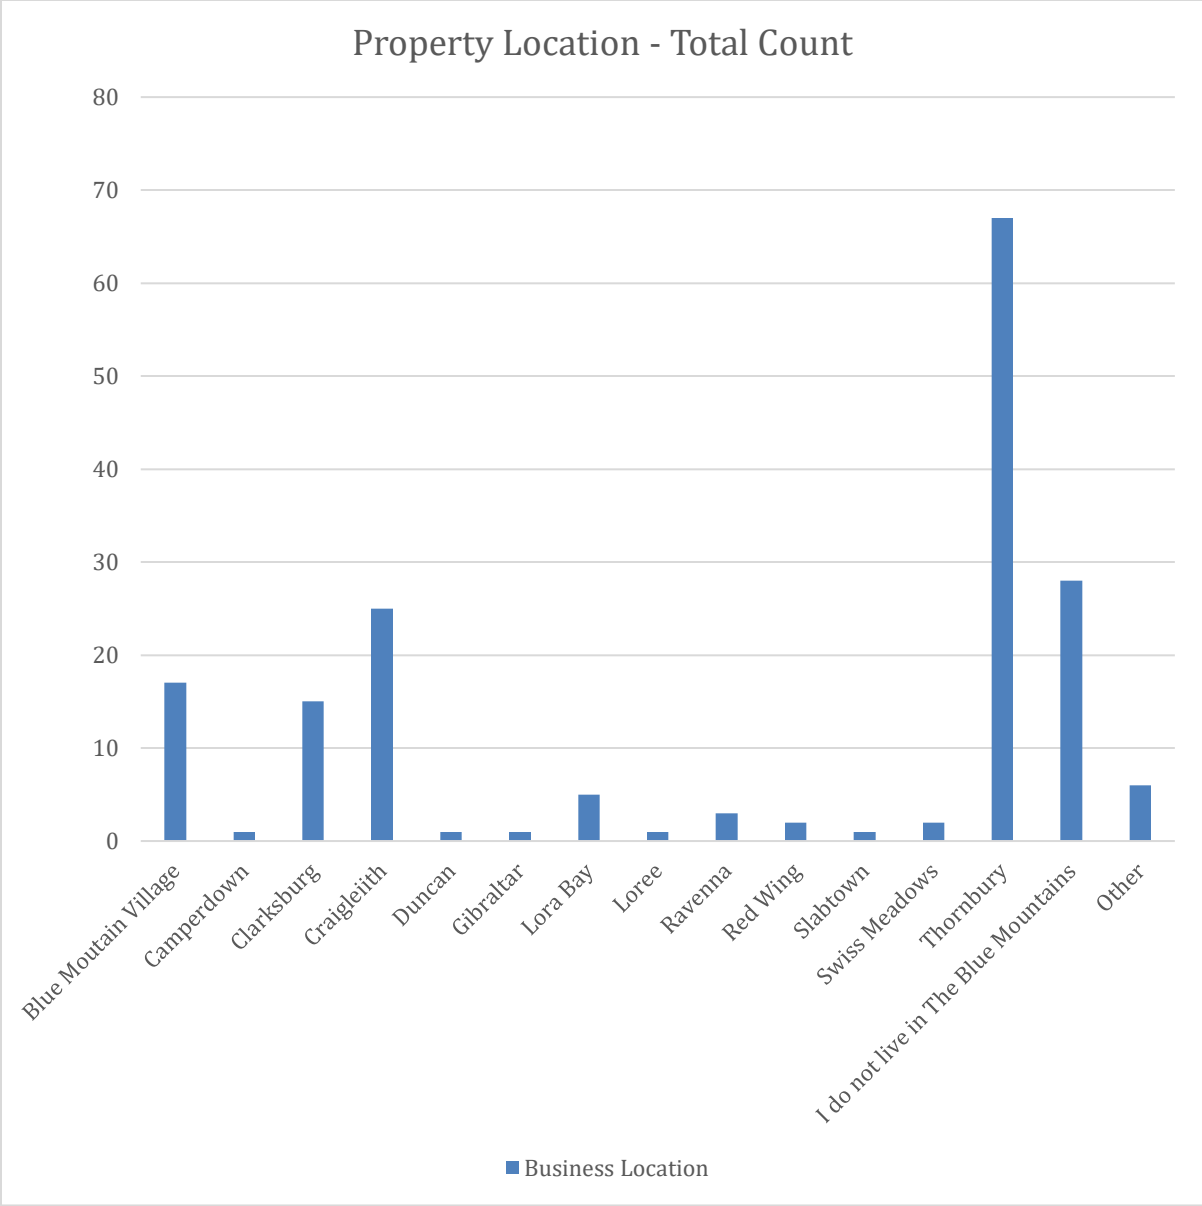 Property Location - Total Count
80
70
60
50
40
30
20
10
0
Blue Moutain Village
Camperdown
Clarksburg
Craigleiith
Duncan
Gibraltar
Lora Bay
Loree
Ravenna
Red Wing
Slabtown
Swiss Meadows
Thornbury
I do not live in The Blue Mountains
Other
Business Location